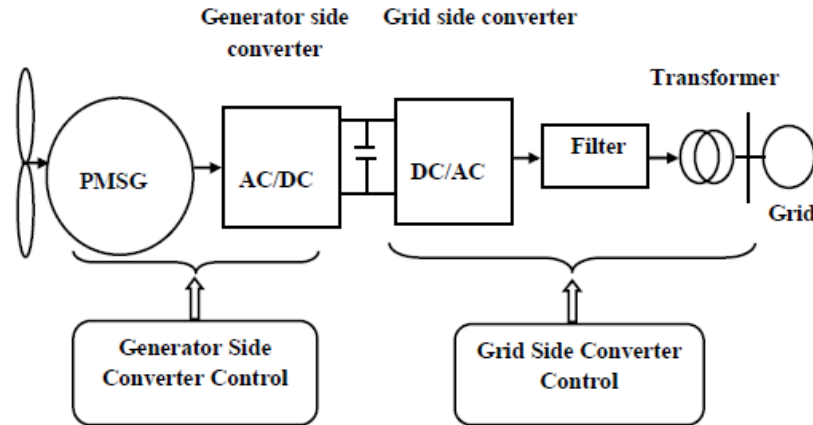 Generator side
converter
Grid side converter
Transformer
PMSG
AC/DC
DC/AC
Filter
Grid
Generator Side
Converter Control
Grid Side Converter
Control